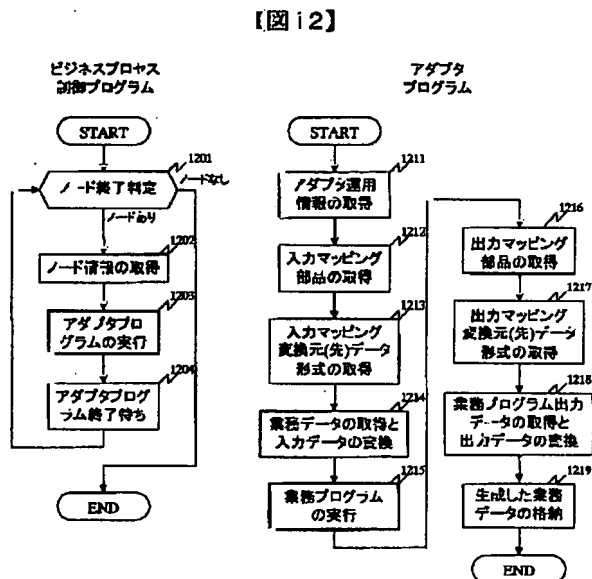 【図12】
ビジネスプロセス
制御プログラム
START
1201
ノード終了判定
ノードなし
ノードあり
1202
ノード情報の取得
1203
アダプタプログ
ラムの実行
1204
アダプタプログ
ラム終了待ち
END
アダプタ
プログラム
START
1211
アダプタ運用
情報の取得
1212
入力マッピング
部品の取得
1213
入力マッピング
変換元(先)データ
形式の取得
1214
業務データの取得と
入力データの変換
1215
業務プログラム
の実行
1216
出力マッピング
部品の取得
1217
出力マッピング
変換元(先)データ
形式の取得
1218
業務プログラム出力
データの取得と
出力データの変換
1219
生成した業務
データの格納
END